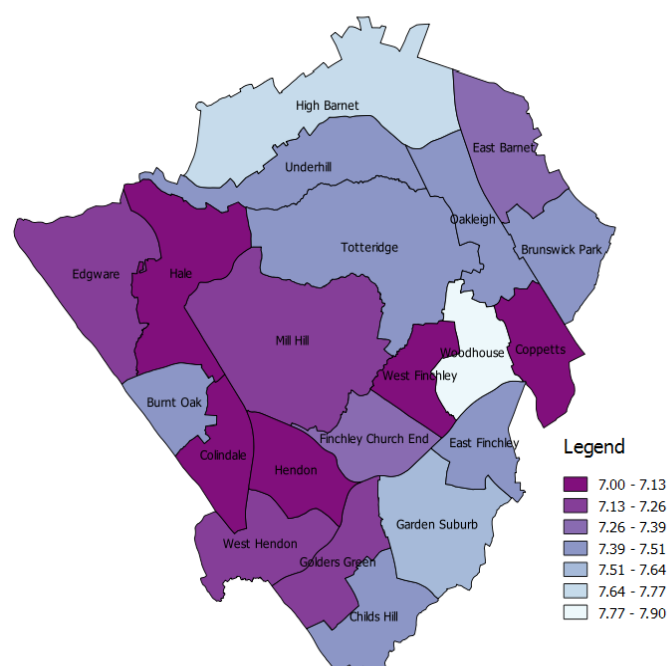 High Barnet
East Barnet
Underhill
Oakleigh
Totteridge
Brunswick Park
Edgware
Hale
Mill Hill
Woodhouse
Coppetts
West Finchley
Burnt Oak
Finchley Church End
East Finchley
Colindale
Hendon
Garden Suburb
West Hendon
Golders Green
Childs Hill
Legend
7.00 - 7.13
7.13 - 7.26
7.26 - 7.39
7.39 - 7.51
7.51 - 7.64
7.64 - 7.77
7.77 - 7.90